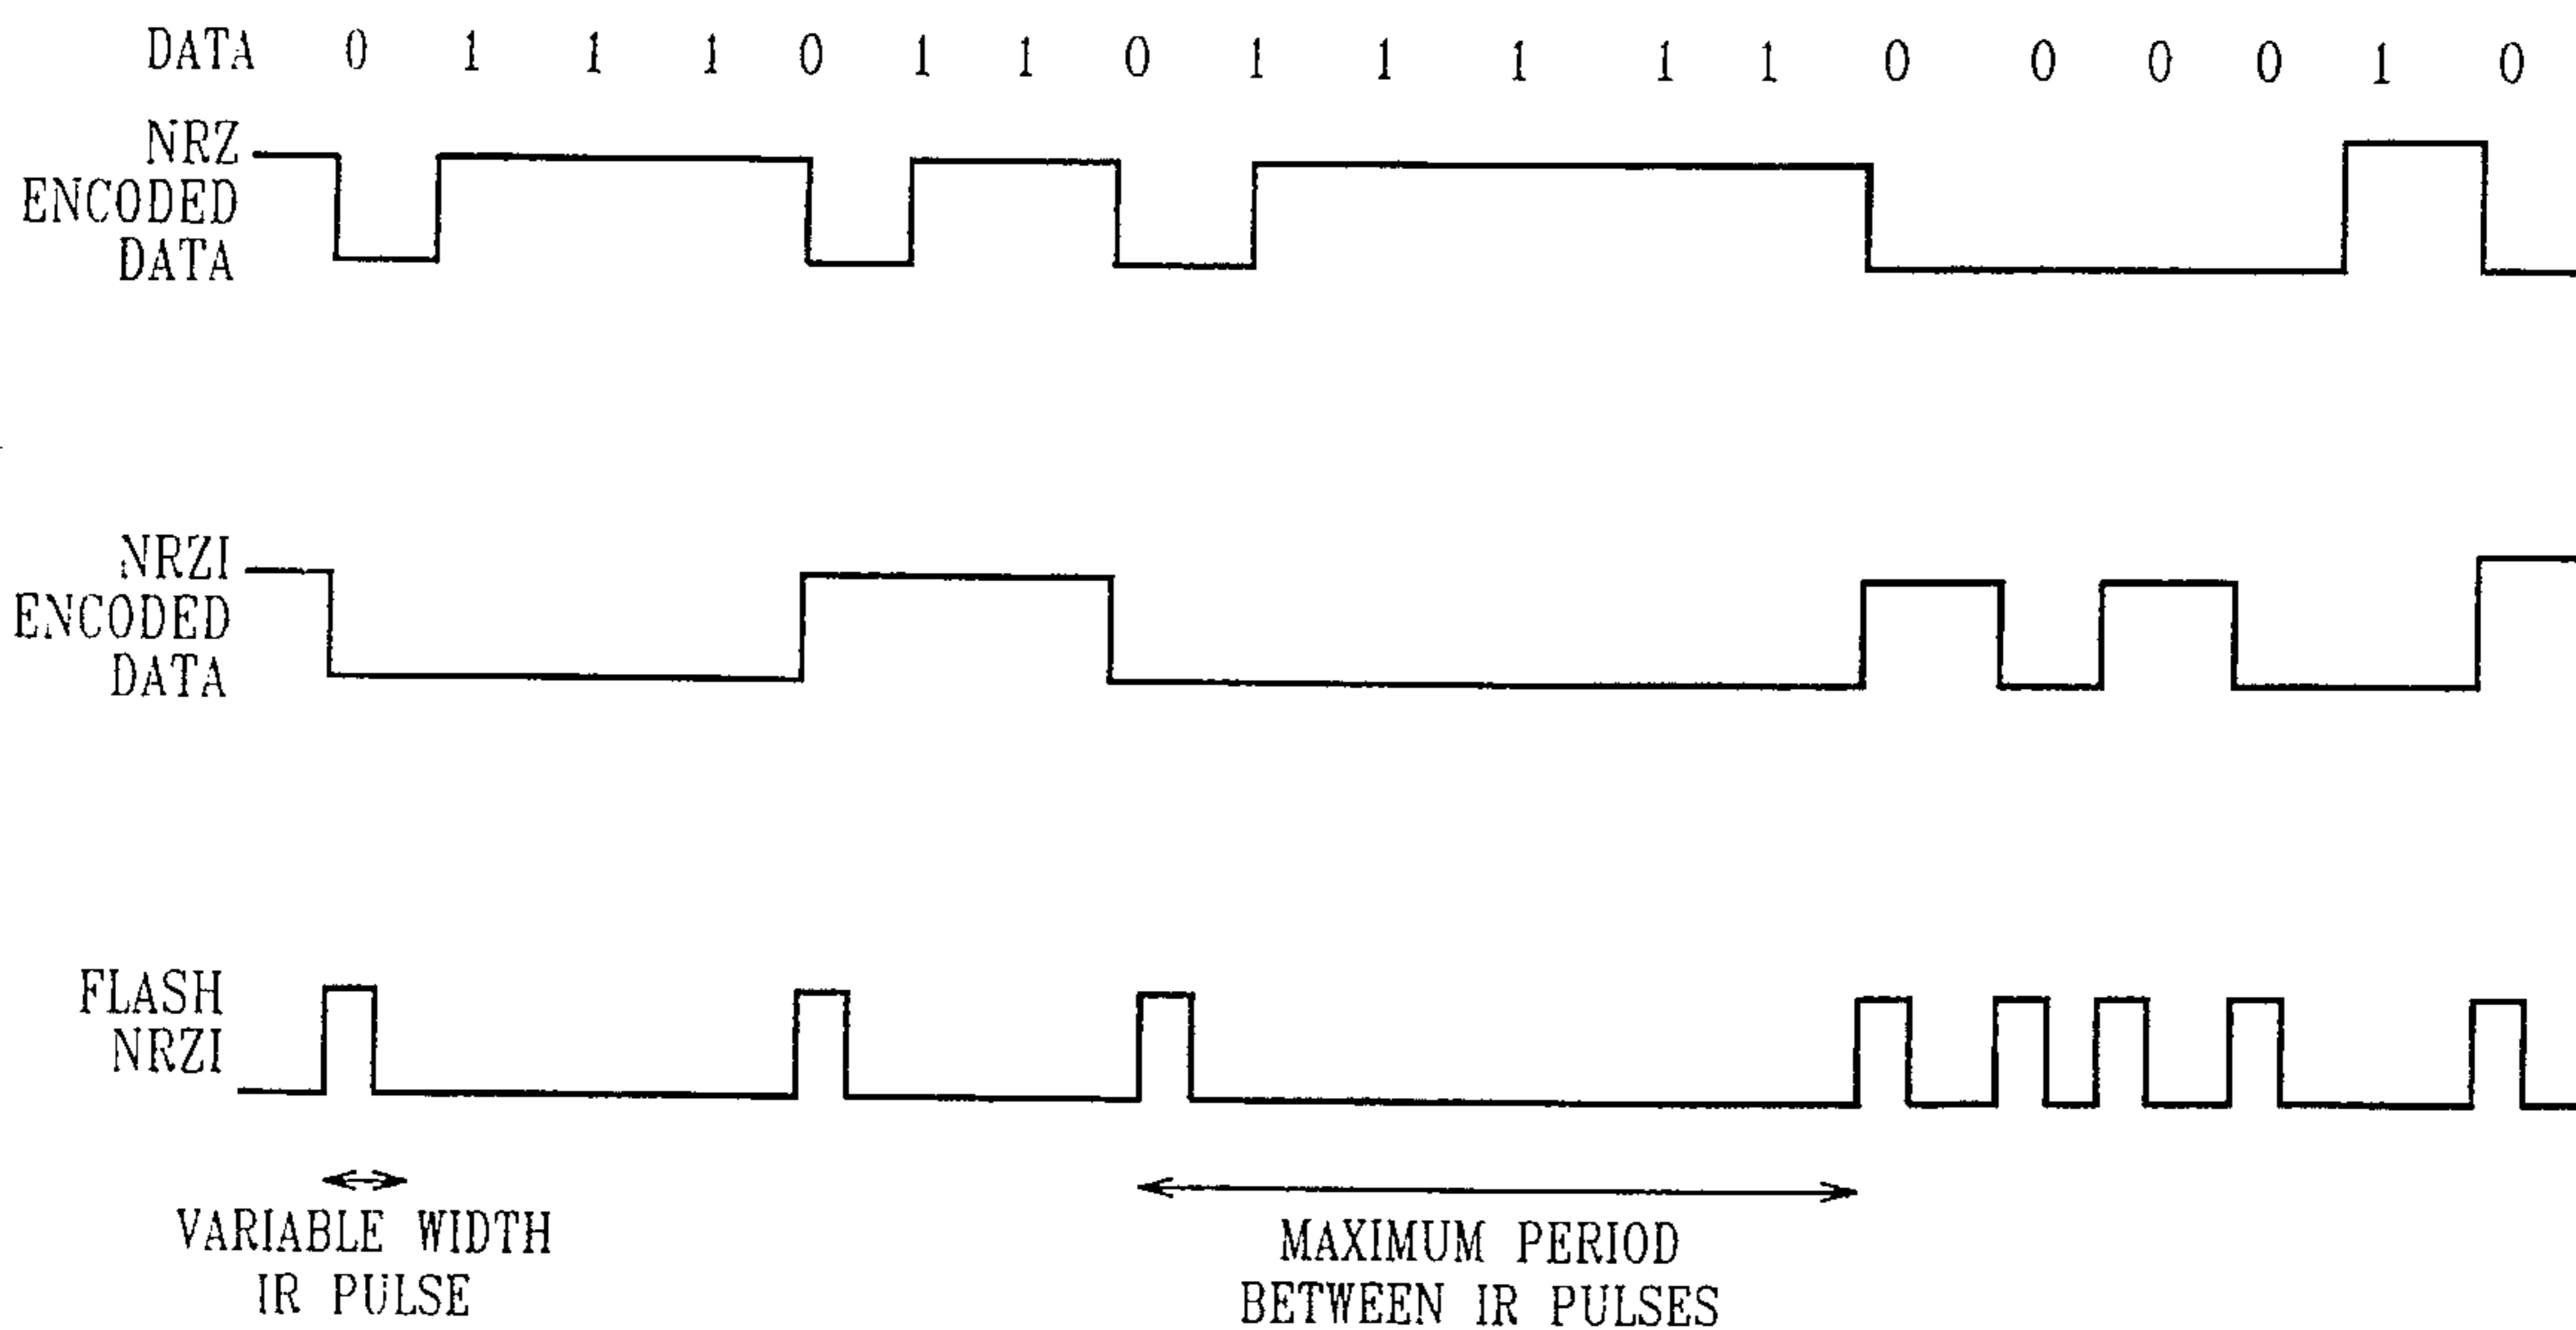 DATA 0 1 1 1 0 1 1 0 1 1 1 1 1 0 0 0 0 1 0
NRZ
ENCODED
DATA
NRZI
ENCODED
DATA
FLASH
NRZI
VARIABLE WIDTH
IR PULSE
MAXIMUM PERIOD
BETWEEN IR PULSES